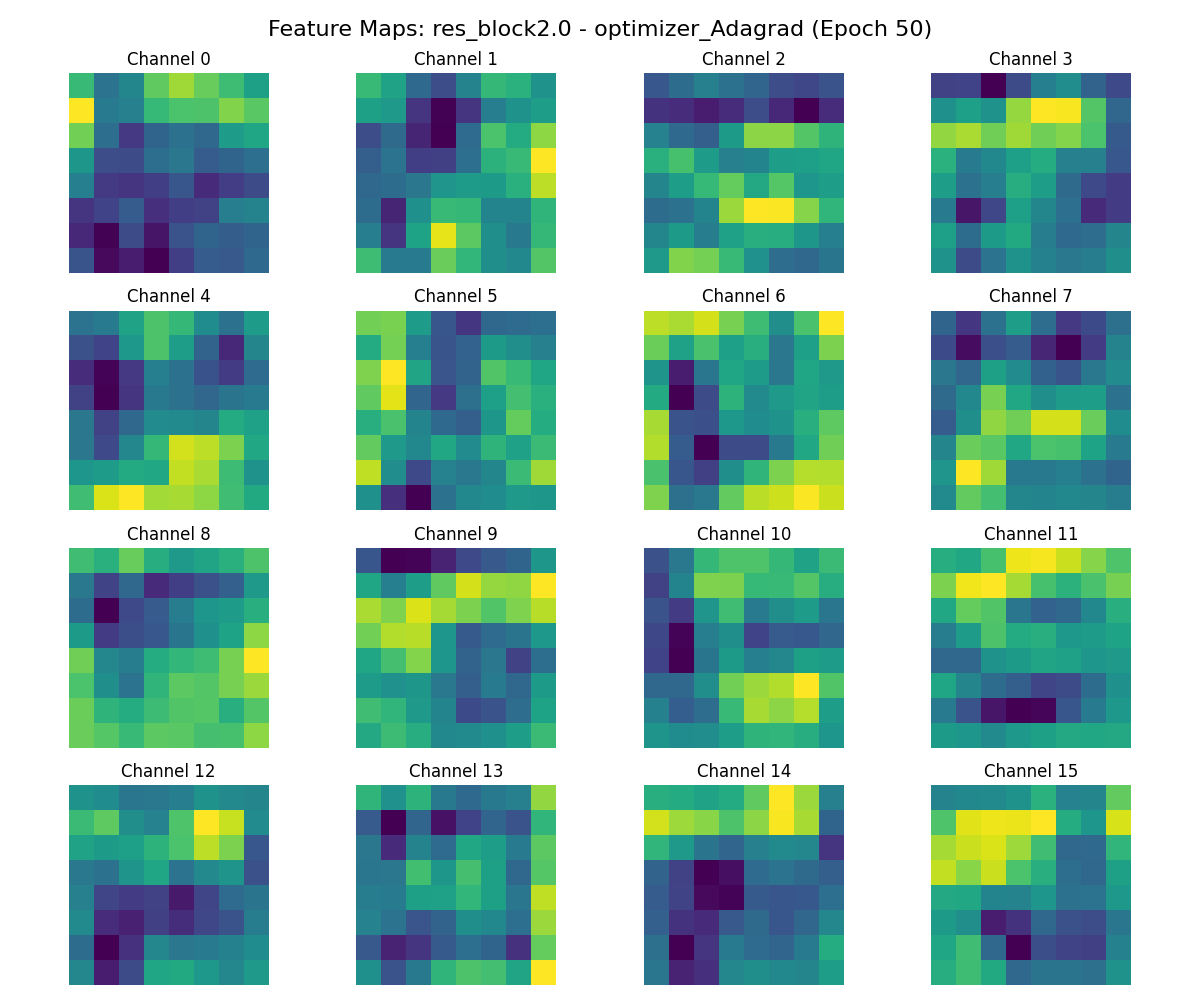 Feature Maps: res_block2.0 - optimizer_Adagrad (Epoch 50)
Channel 0
Channel 1
Channel 2
Channel 3
Channel 4
Channel 5
Channel 6
Channel 7
Channel 8
Channel 9
Channel 10
Channel 11
Channel 12
Channel 13
Channel 14
Channel 15